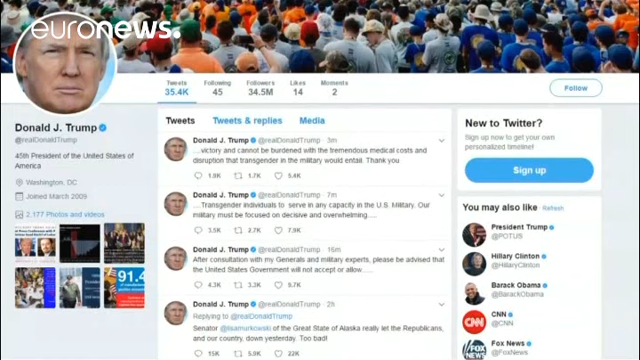 euronews.
Tweets Following Followers Likes Moments
35.4K 45 34.5M 14 2
Follow
Donald J. Trump
@realDonaldTrump
45th President of the United States of
America
Washington, DC
Joined March 2009
2,177 Photos and videos
91.4
Tweets Tweets & replies Media
Donald J. Trump @realDonaldTrump · 3m
....victory and cannot be burdened with the tremendous medical costs and
disruption that transgender in the military would entail. Thank you
1.8K 1.7K 5.4K
Donald J. Trump @realDonaldTrump · 7m
....Transgender individuals to serve in any capacity in the U.S. Military. Our
military must be focused on decisive and overwhelming.....
3.5K 2.7K 7.9K
Donald J. Trump @realDonaldTrump · 16m
After consultation with my Generals and military experts, please be advised that
the United States Government will not accept or allow......
4.3K 3.3K 9.7K
Donald J. Trump @realDonaldTrump · 2h
Replying to @realDonaldTrump
Senator @lisamurkowski of the Great State of Alaska really let the Republicans,
and our country, down yesterday. Too bad!
15K 5.9K 22K
New to Twitter?
Sign up now to get your own
personalized timeline!
Sign up
You may also like · Refresh
President Trump
@POTUS
Hillary Clinton
@HillaryClinton
Barack Obama
@BarackObama
CNN
CNN
@CNN
FOX
NEWS
Fox News
@FoxNews